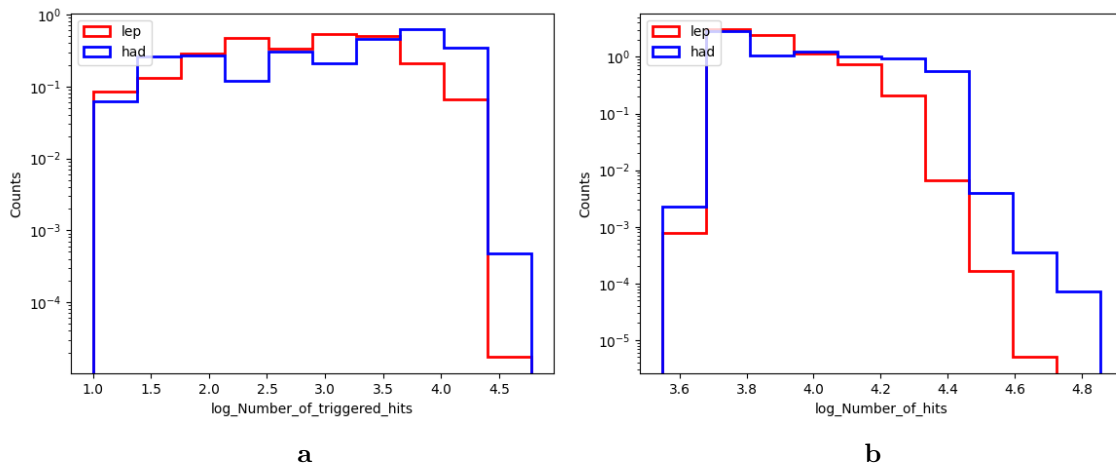 10⁰
10⁻¹
10⁻²
10⁻³
10⁻⁴
Counts
lep
had
1.0 1.5 2.0 2.5 3.0 3.5 4.0 4.5
log_Number_of_triggered_hits
a
10⁰
10⁻¹
10⁻²
10⁻³
10⁻⁴
10⁻⁵
Counts
lep
had
3.6 3.8 4.0 4.2 4.4 4.6 4.8
log_Number_of_hits
b